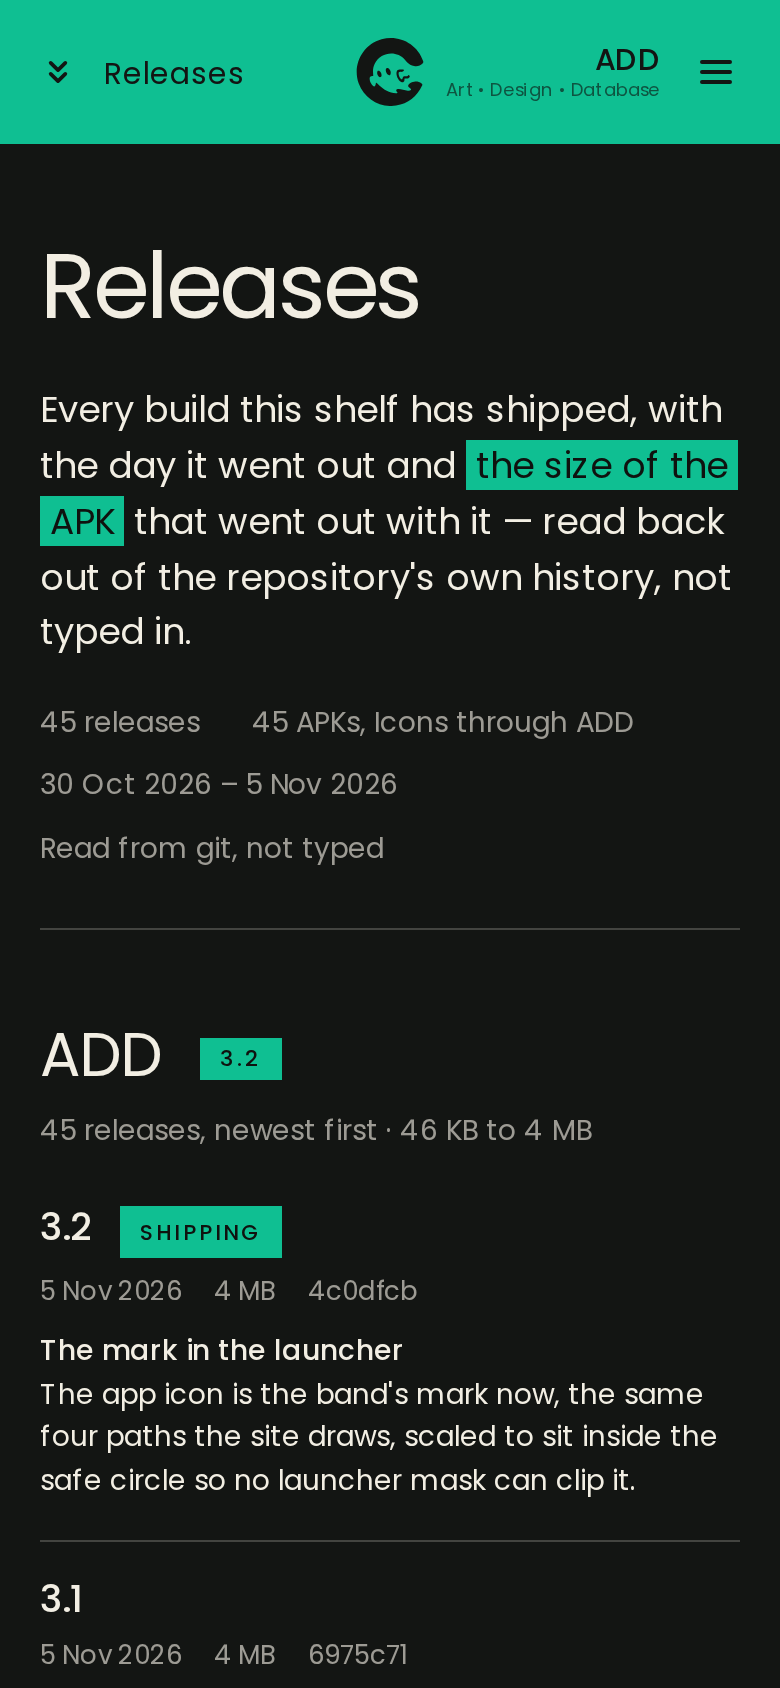 Releases
ADD
Art • Design • Database
Releases
Every build this shelf has shipped, with
the day it went out and the size of the
APK that went out with it — read back
out of the repository's own history, not
typed in.
45 releases 45 APKs, Icons through ADD
30 Oct 2026 – 5 Nov 2026
Read from git, not typed
ADD 3.2
45 releases, newest first · 46 KB to 4 MB
3.2 SHIPPING
5 Nov 2026 4 MB 4c0dfcb
The mark in the launcher
The app icon is the band's mark now, the same
four paths the site draws, scaled to sit inside the
safe circle so no launcher mask can clip it.
3.1
5 Nov 2026 4 MB 6975c71